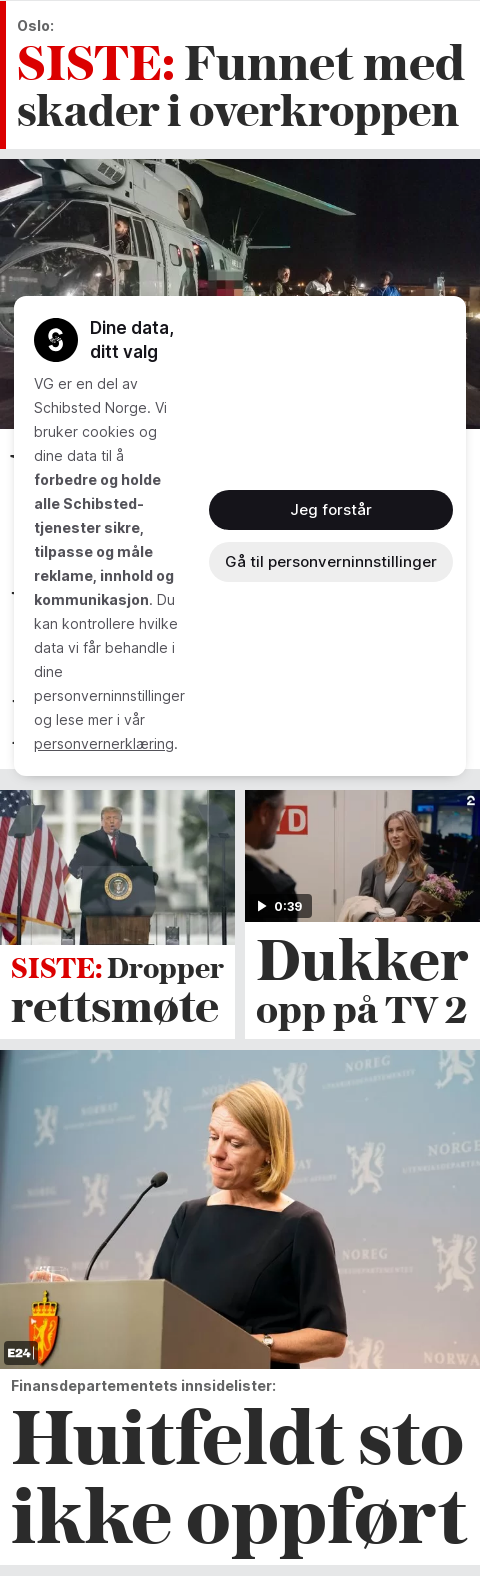 Oslo:
SISTE: Funnet med
skader i overkroppen
Dine data,
ditt valg
VG er en del av
Schibsted Norge. Vi
bruker cookies og
dine data til å
forbedre og holde
alle Schibsted-
tjenester sikre,
tilpasse og måle
reklame, innhold og
kommunikasjon. Du
kan kontrollere hvilke
data vi får behandle i
dine
personverninnstillinger
og lese mer i vår
personvernerklæring.
Jeg forstår
Gå til personverninnstillinger
2
0:39
SISTE: Dropper
rettsmøte
Dukker
opp på TV 2
NOREG
NORWAY
NORGE
NOREG
NORWAY
E24
Finansdepartementets innsidelister:
Huitfeldt sto
ikke oppført